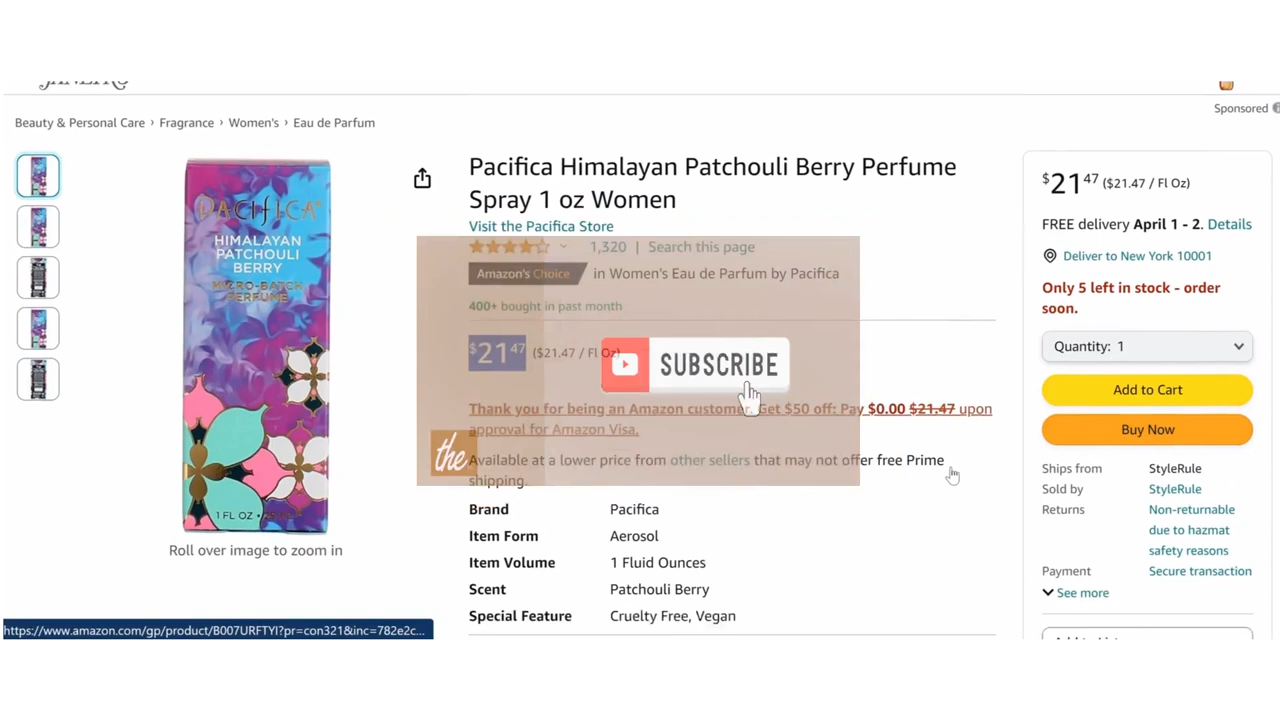 Sponsored
Beauty & Personal Care › Fragrance › Women's › Eau de Parfum
PACIFICA
HIMALAYAN
PATCHOULI
BERRY
MICRO-BATCH
PERFUME
1 FL OZ •
Roll over image to zoom in
https://www.amazon.com/gp/product/B007URFTYI?pr=con321&inc=782e2c...
Pacifica Himalayan Patchouli Berry Perfume
Spray 1 oz Women
Visit the Pacifica Store
1,320 | Search this page
Amazon's Choice in Women's Eau de Parfum by Pacifica
400+ bought in past month
$21 47 ($21.47 / Fl Oz)
SUBSCRIBE
Thank you for being an Amazon customer. Get $50 off: Pay $0.00 $21.47 upon
approval for Amazon Visa.
the
Available at a lower price from other sellers that may not offer free Prime
shipping.
Brand Pacifica
Item Form Aerosol
Item Volume 1 Fluid Ounces
Scent Patchouli Berry
Special Feature Cruelty Free, Vegan
$21 47 ($21.47 / Fl Oz)
FREE delivery April 1 - 2. Details
Deliver to New York 10001
Only 5 left in stock - order
soon.
Quantity: 1
Add to Cart
Buy Now
Ships from StyleRule
Sold by StyleRule
Returns Non-returnable
due to hazmat
safety reasons
Payment Secure transaction
See more